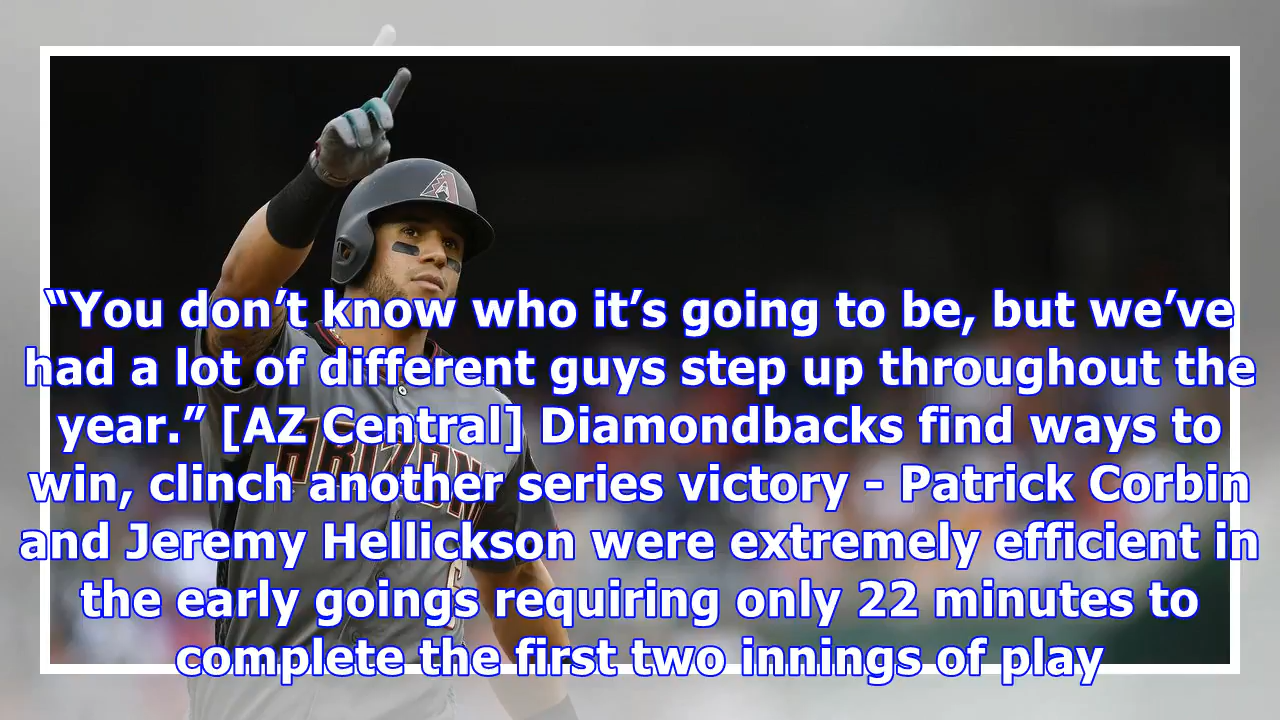 “You don’t know who it’s going to be, but we’ve
had a lot of different guys step up throughout the
year.” [AZ Central] Diamondbacks find ways to
win, clinch another series victory - Patrick Corbin
and Jeremy Hellickson were extremely efficient in
the early goings requiring only 22 minutes to
complete the first two innings of play
A
ARIZONA
6